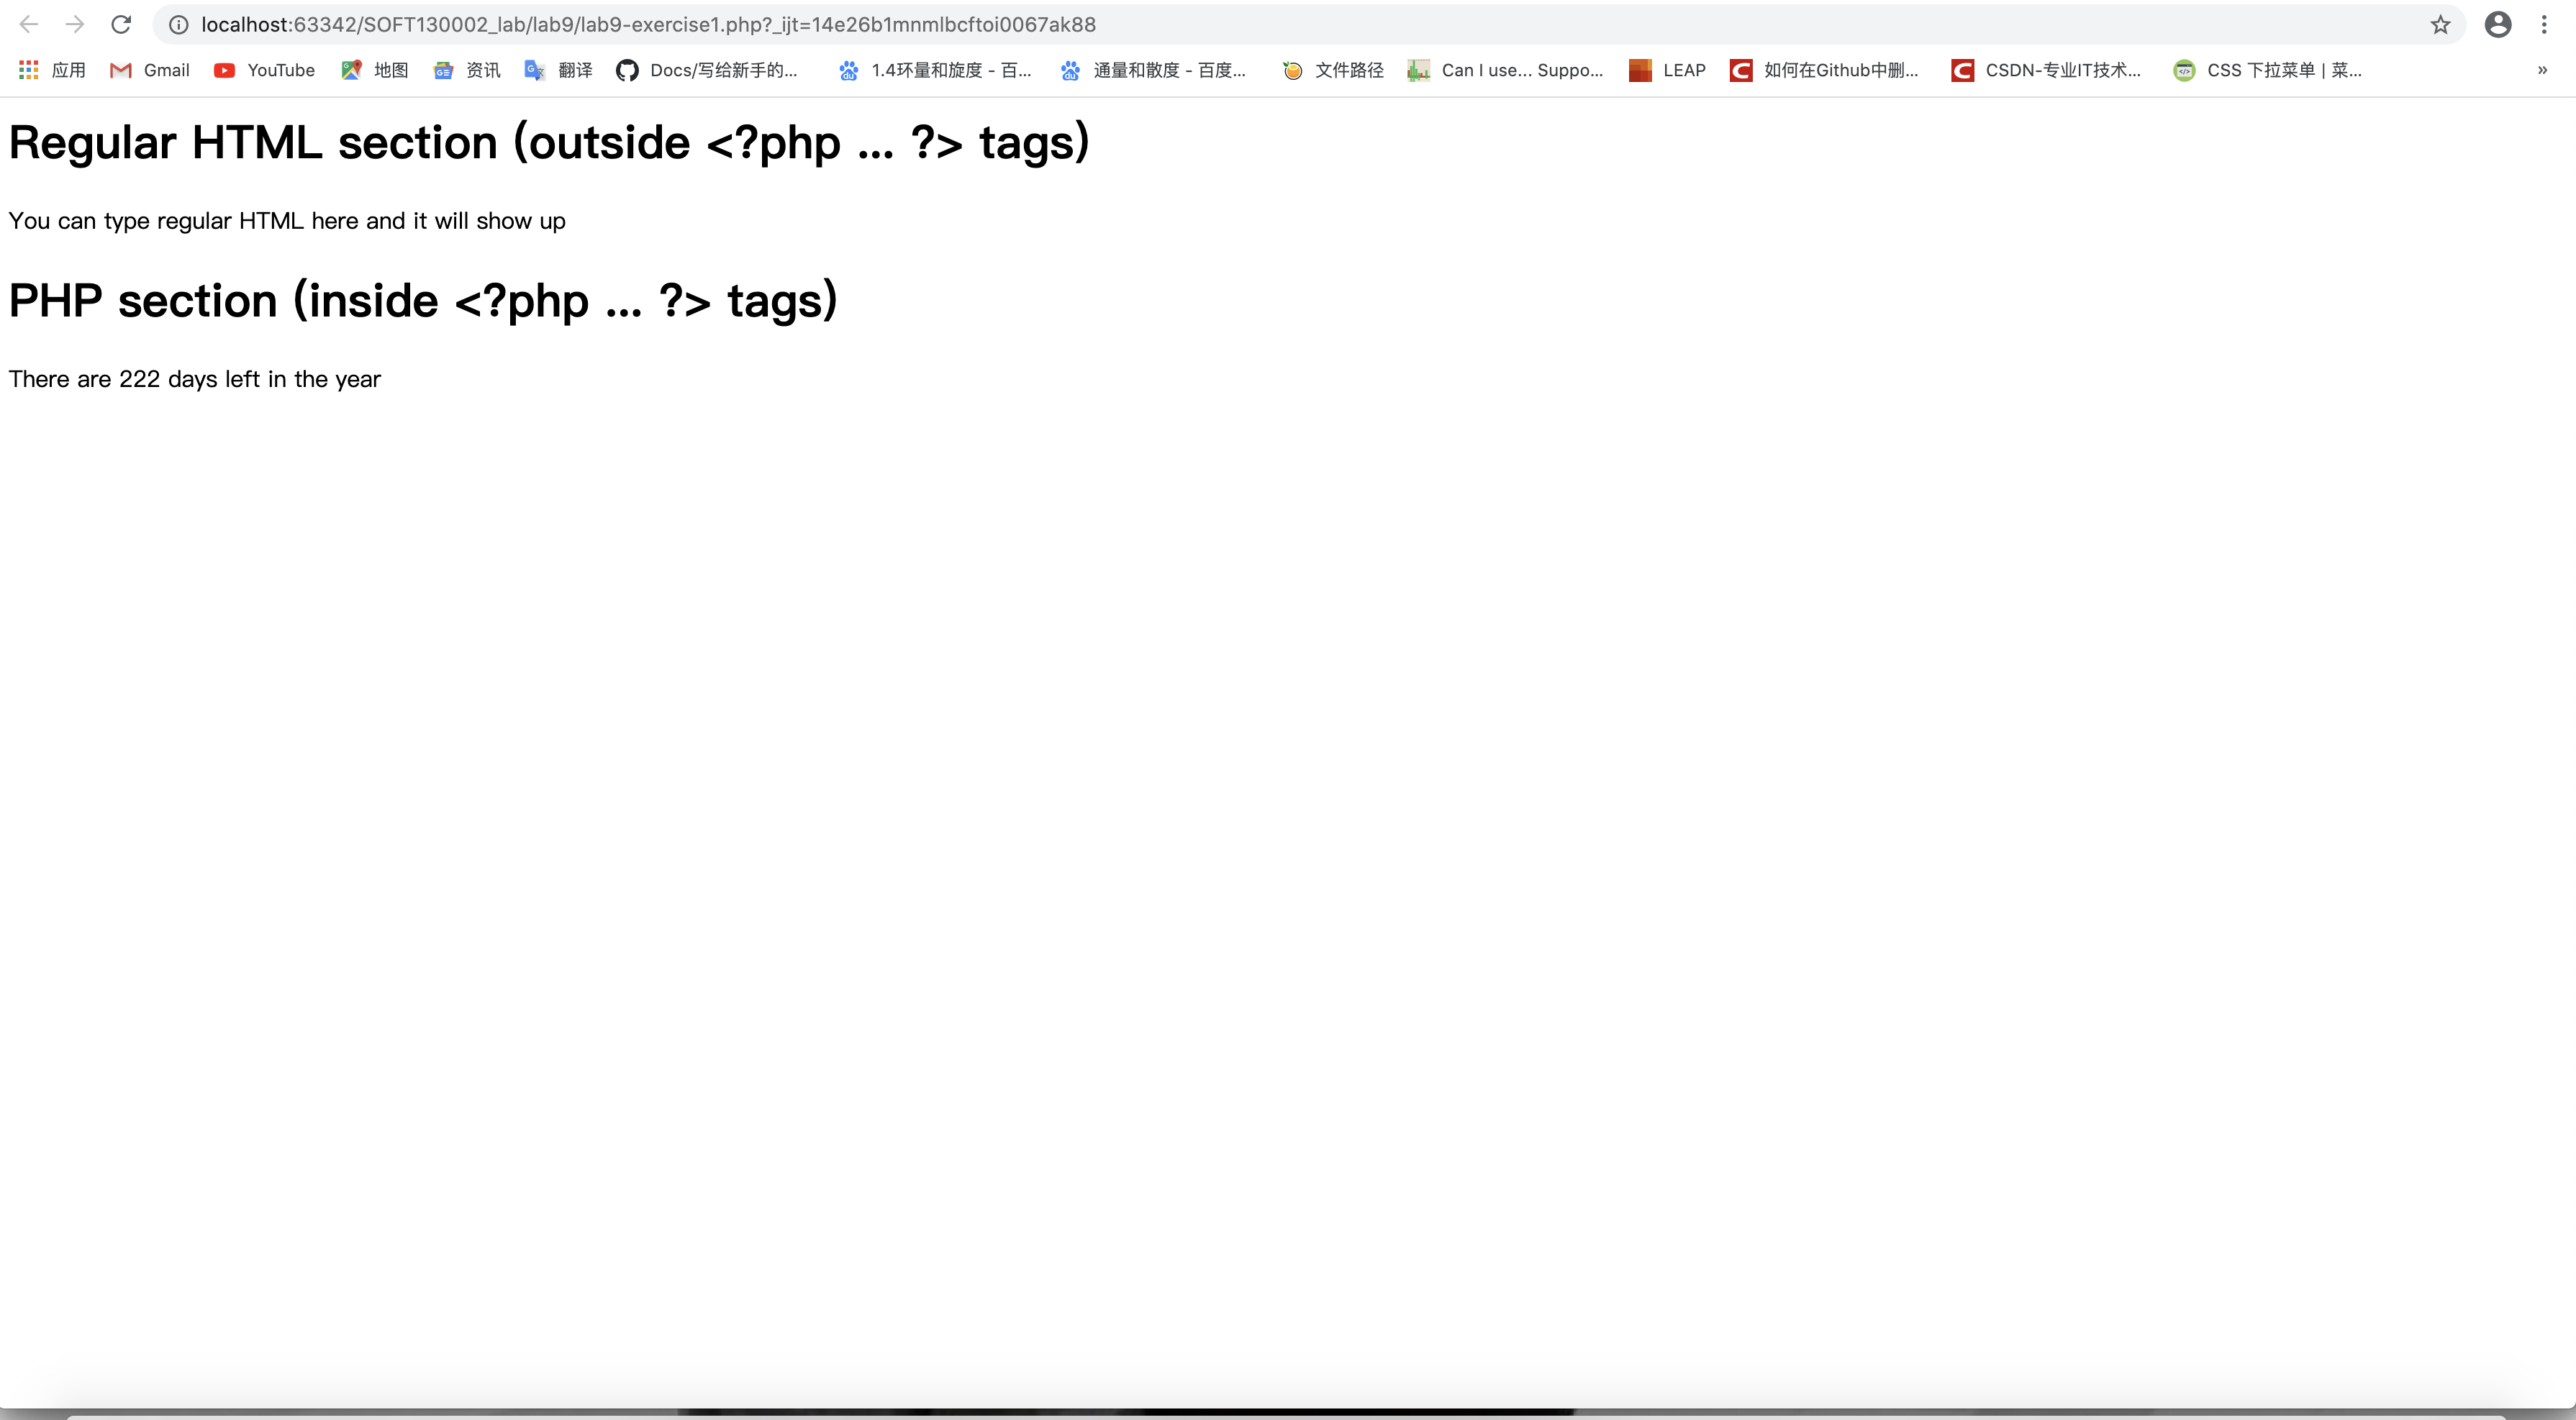 localhost:63342/SOFT130002_lab/lab9/lab9-exercise1.php?_ijt=14e26b1mnmlbcftoi0067ak88
应用 Gmail YouTube 地图 资讯 翻译 Docs/写给新手的... 1.4环量和旋度 - 百... 通量和散度 - 百度... 文件路径 Can I use... Suppo... LEAP 如何在Github中删... CSDN-专业IT技术... CSS 下拉菜单 | 菜... »
Regular HTML section (outside <?php ... ?> tags)
You can type regular HTML here and it will show up
PHP section (inside <?php ... ?> tags)
There are 222 days left in the year